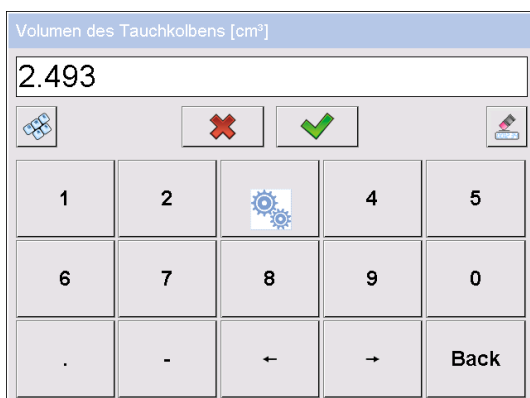 Volumen des Tauchkolbens [cm³]
2.493
1 2 4 5
6 7 8 9 0
. - ← →  Back